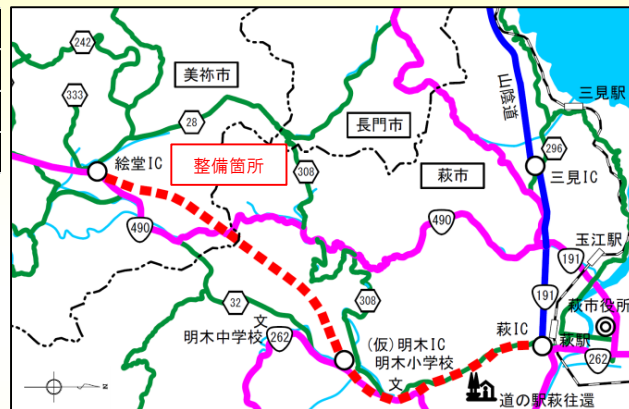 242
美祢市
山陰道
三見駅
333
28
長門市
296
絵堂IC
整備箇所
308
萩市
三見IC
490
490
玉江駅
191
32
308
191
萩市役所
文
明木中学校
262
(仮)明木IC
明木小学校
文
萩IC
萩駅
262
道の駅萩往還
N